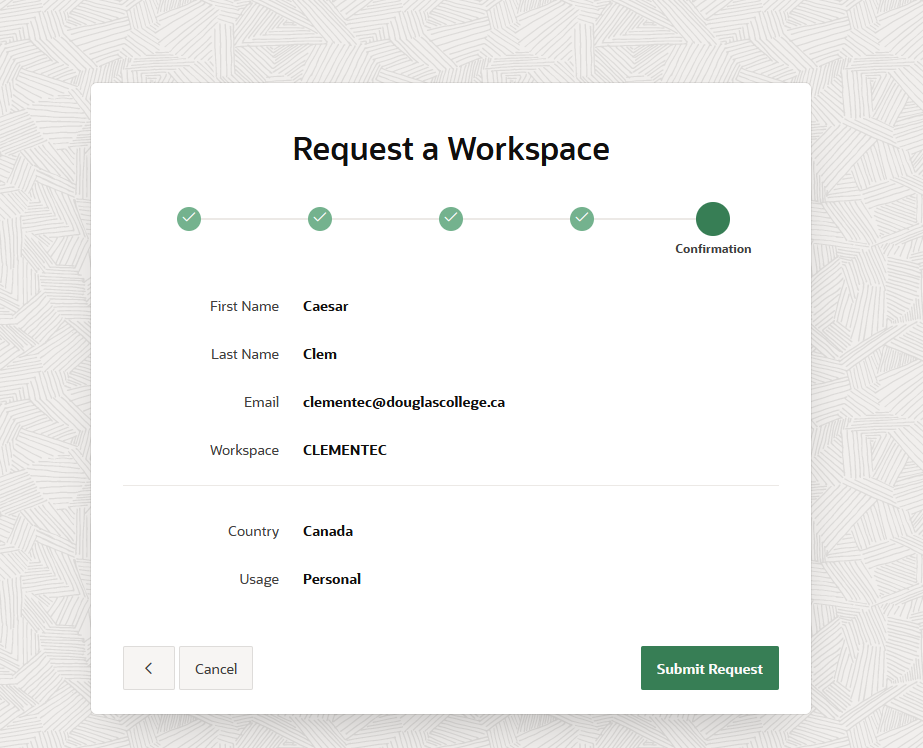 Request a Workspace
Confirmation
First Name Caesar
Last Name Clem
Email clementec@douglascollege.ca
Workspace CLEMENTEC
Country Canada
Usage Personal
Cancel Submit Request